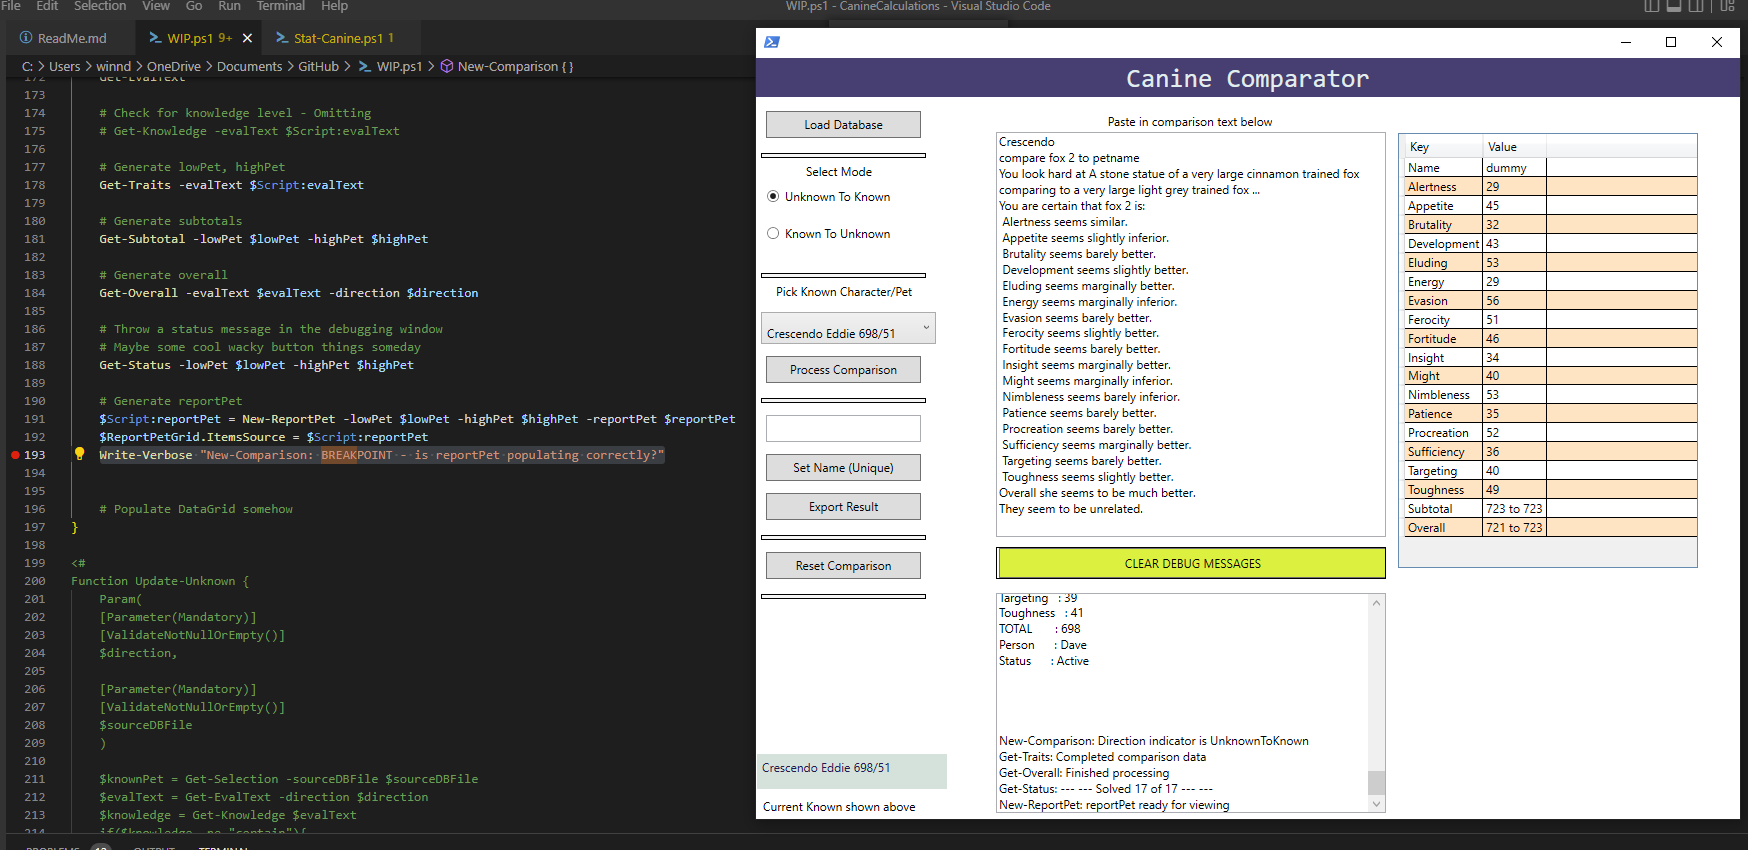 File Edit Selection View Go Run Terminal Help
WIP.ps1 - CanineCalculations - Visual Studio Code
ReadMe.md
WIP.ps1 9+
Stat-Canine.ps1 1
C: > Users > winnd > OneDrive > Documents > GitHub > WIP.ps1 > New-Comparison { }
172 Get-EvalText
173
174 # Check for knowledge level - Omitting
175 # Get-Knowledge -evalText $Script:evalText
176
177 # Generate lowPet, highPet
178 Get-Traits -evalText $Script:evalText
179
180 # Generate subtotals
181 Get-Subtotal -lowPet $lowPet -highPet $highPet
182
183 # Generate overall
184 Get-Overall -evalText $evalText -direction $direction
185
186 # Throw a status message in the debugging window
187 # Maybe some cool wacky button things someday
188 Get-Status -lowPet $lowPet -highPet $highPet
189
190 # Generate reportPet
191 $Script:reportPet = New-ReportPet -lowPet $lowPet -highPet $highPet -reportPet $reportPet
192 $ReportPetGrid.ItemsSource = $Script:reportPet
193 Write-Verbose "New-Comparison: BREAKPOINT - is reportPet populating correctly?"
194
195
196 # Populate DataGrid somehow
197 }
198
199 <#
200 Function Update-Unknown {
201 Param(
202 [Parameter(Mandatory)]
203 [ValidateNotNullOrEmpty()]
204 $direction,
205
206 [Parameter(Mandatory)]
207 [ValidateNotNullOrEmpty()]
208 $sourceDBFile
209 )
210
211 $knownPet = Get-Selection -sourceDBFile $sourceDBFile
212 $evalText = Get-EvalText -direction $direction
213 $knowledge = Get-Knowledge $evalText
214 if($knowledge -ne "certain"){
PROBLEMS 12 OUTPUT TERMINAL
Canine Comparator
Load Database
Select Mode
Unknown To Known
Known To Unknown
Pick Known Character/Pet
Crescendo Eddie 698/51
Process Comparison
Set Name (Unique)
Export Result
Reset Comparison
Crescendo Eddie 698/51
Current Known shown above
Paste in comparison text below
Crescendo
compare fox 2 to petname
You look hard at A stone statue of a very large cinnamon trained fox
comparing to a very large light grey trained fox ...
You are certain that fox 2 is:
Alertness seems similar.
Appetite seems slightly inferior.
Brutality seems barely better.
Development seems slightly better.
Eluding seems marginally better.
Energy seems marginally inferior.
Evasion seems barely better.
Ferocity seems slightly better.
Fortitude seems barely better.
Insight seems marginally better.
Might seems marginally inferior.
Nimbleness seems barely inferior.
Patience seems barely better.
Procreation seems barely better.
Sufficiency seems marginally better.
Targeting seems barely better.
Toughness seems slightly better.
Overall she seems to be much better.
They seem to be unrelated.
CLEAR DEBUG MESSAGES
Targeting : 39
Toughness : 41
TOTAL : 698
Person : Dave
Status : Active
New-Comparison: Direction indicator is UnknownToKnown
Get-Traits: Completed comparison data
Get-Overall: Finished processing
Get-Status: --- --- Solved 17 of 17 --- ---
New-ReportPet: reportPet ready for viewing
Key Value
Name dummy
Alertness 29
Appetite 45
Brutality 32
Development 43
Eluding 53
Energy 29
Evasion 56
Ferocity 51
Fortitude 46
Insight 34
Might 40
Nimbleness 53
Patience 35
Procreation 52
Sufficiency 36
Targeting 40
Toughness 49
Subtotal 723 to 723
Overall 721 to 723